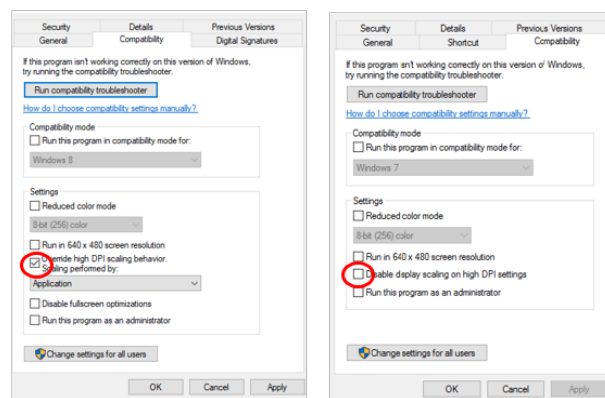 Security Details Previous Versions
General Compatibility Digital Signatures
If this program isn't working correctly on this version of Windows,
try running the compatibility troubleshooter.
Run compatibility troubleshooter
How do I choose compatibility settings manually?
Compatibility mode
Run this program in compatibility mode for:
Windows 8
Settings
Reduced color mode
8-bit (256) color
Run in 640 x 480 screen resolution
Override high DPI scaling behavior.
Scaling performed by:
Application
Disable fullscreen optimizations
Run this program as an administrator
Change settings for all users
OK Cancel Apply
Security Details Previous Versions
General Shortcut Compatibility
If this program isn't working correctly on this version of Windows,
try running the compatibility troubleshooter.
Run compatibility troubleshooter
How do I choose compatibility settings manually?
Compatibility mode
Run this program in compatibility mode for:
Windows 7
Settings
Reduced color mode
8-bit (256) color
Run in 640 x 480 screen resolution
Disable display scaling on high DPI settings
Run this program as an administrator
Change settings for all users
OK Cancel Apply